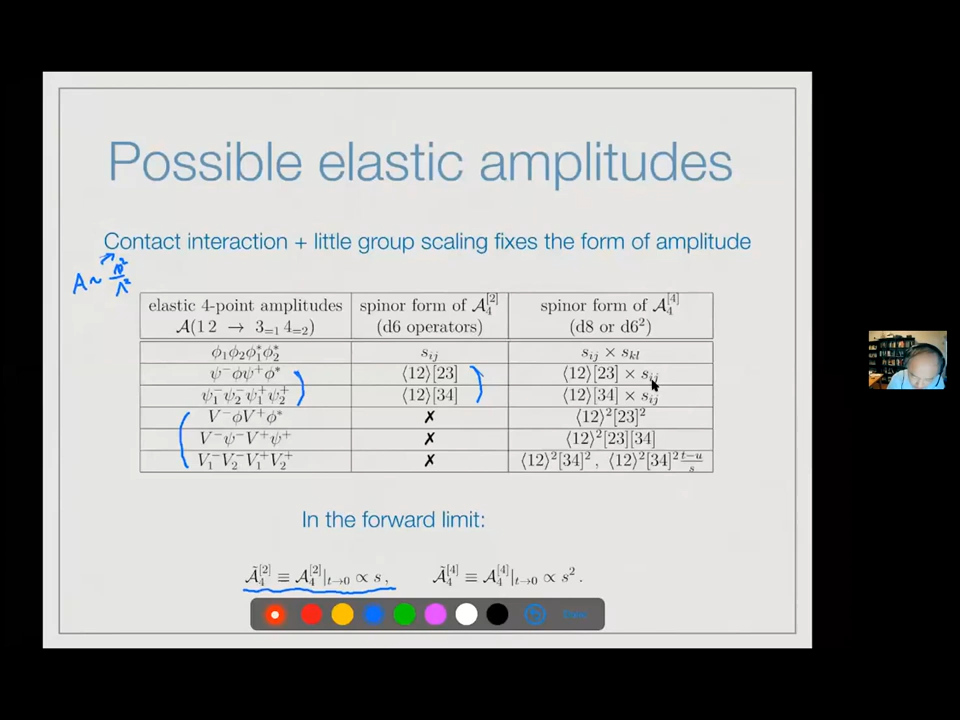 Possible elastic amplitudes
Contact interaction + little group scaling fixes the form of amplitude
A ~ p²/Λ²
elastic 4-point amplitudes | spinor form of 𝒜₄^[2] | spinor form of 𝒜₄^[4]
𝒜(1 2 → 3₌₁ 4₌₂) | (d6 operators) | (d8 or d6²)
ϕ₁ϕ₂ϕ₁*ϕ₂* | s_ij | s_ij × s_kl
ψ⁻ϕψ⁺ϕ* | ⟨12⟩[23] | ⟨12⟩[23] × s_ij
ψ₁⁻ψ₂⁻ψ₁⁺ψ₂⁺ | ⟨12⟩[34] | ⟨12⟩[34] × s_ij
V⁻ϕV⁺ϕ* | ✗ | ⟨12⟩²[23]²
V⁻ψ⁻V⁺ψ⁺ | ✗ | ⟨12⟩²[23][34]
V₁⁻V₂⁻V₁⁺V₂⁺ | ✗ | ⟨12⟩²[34]² , ⟨12⟩²[34]² (t−u)/s
In the forward limit:
Ã₄^[2] ≡ 𝒜₄^[2]|ₜ→₀ ∝ s , Ã₄^[4] ≡ 𝒜₄^[4]|ₜ→₀ ∝ s² .